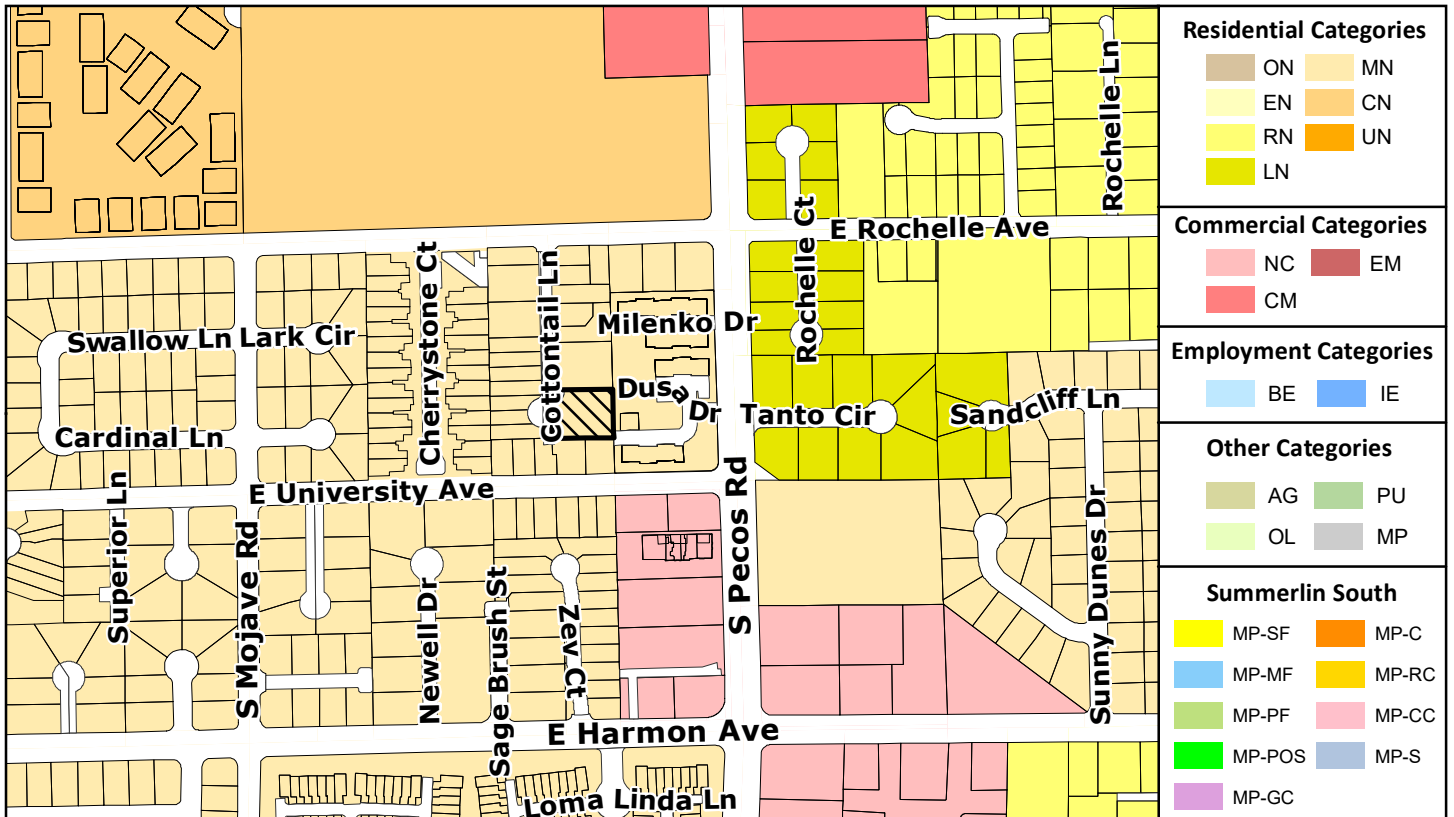 Rochelle Ln
E Rochelle Ave
Rochelle Ct
Cherrystone Ct
Cottontail Ln
Milenko Dr
Swallow Ln
Lark Cir
Dusa Dr
Tanto Cir
Sandcliff Ln
Cardinal Ln
E University Ave
S Pecos Rd
Superior Ln
S Mojave Rd
Newell Dr
Sage Brush St
Zev Ct
Sunny Dunes Dr
E Harmon Ave
Loma Linda Ln
Residential Categories
ON MN
EN CN
RN UN
LN
Commercial Categories
NC EM
CM
Employment Categories
BE IE
Other Categories
AG PU
OL MP
Summerlin South
MP-SF MP-C
MP-MF MP-RC
MP-PF MP-CC
MP-POS MP-S
MP-GC